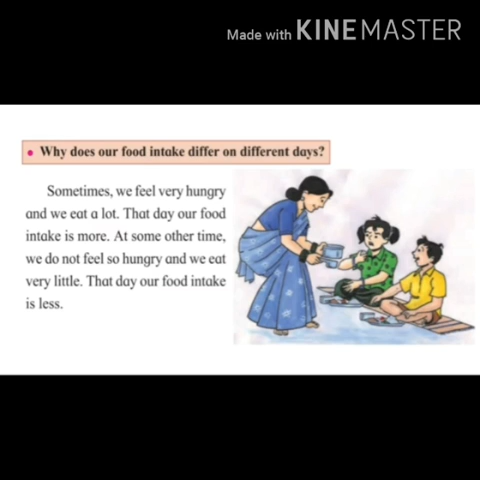 Made with KINEMASTER
• Why does our food intake differ on different days?
Sometimes, we feel very hungry
and we eat a lot. That day our food
intake is more. At some other time,
we do not feel so hungry and we eat
very little. That day our food intake
is less.